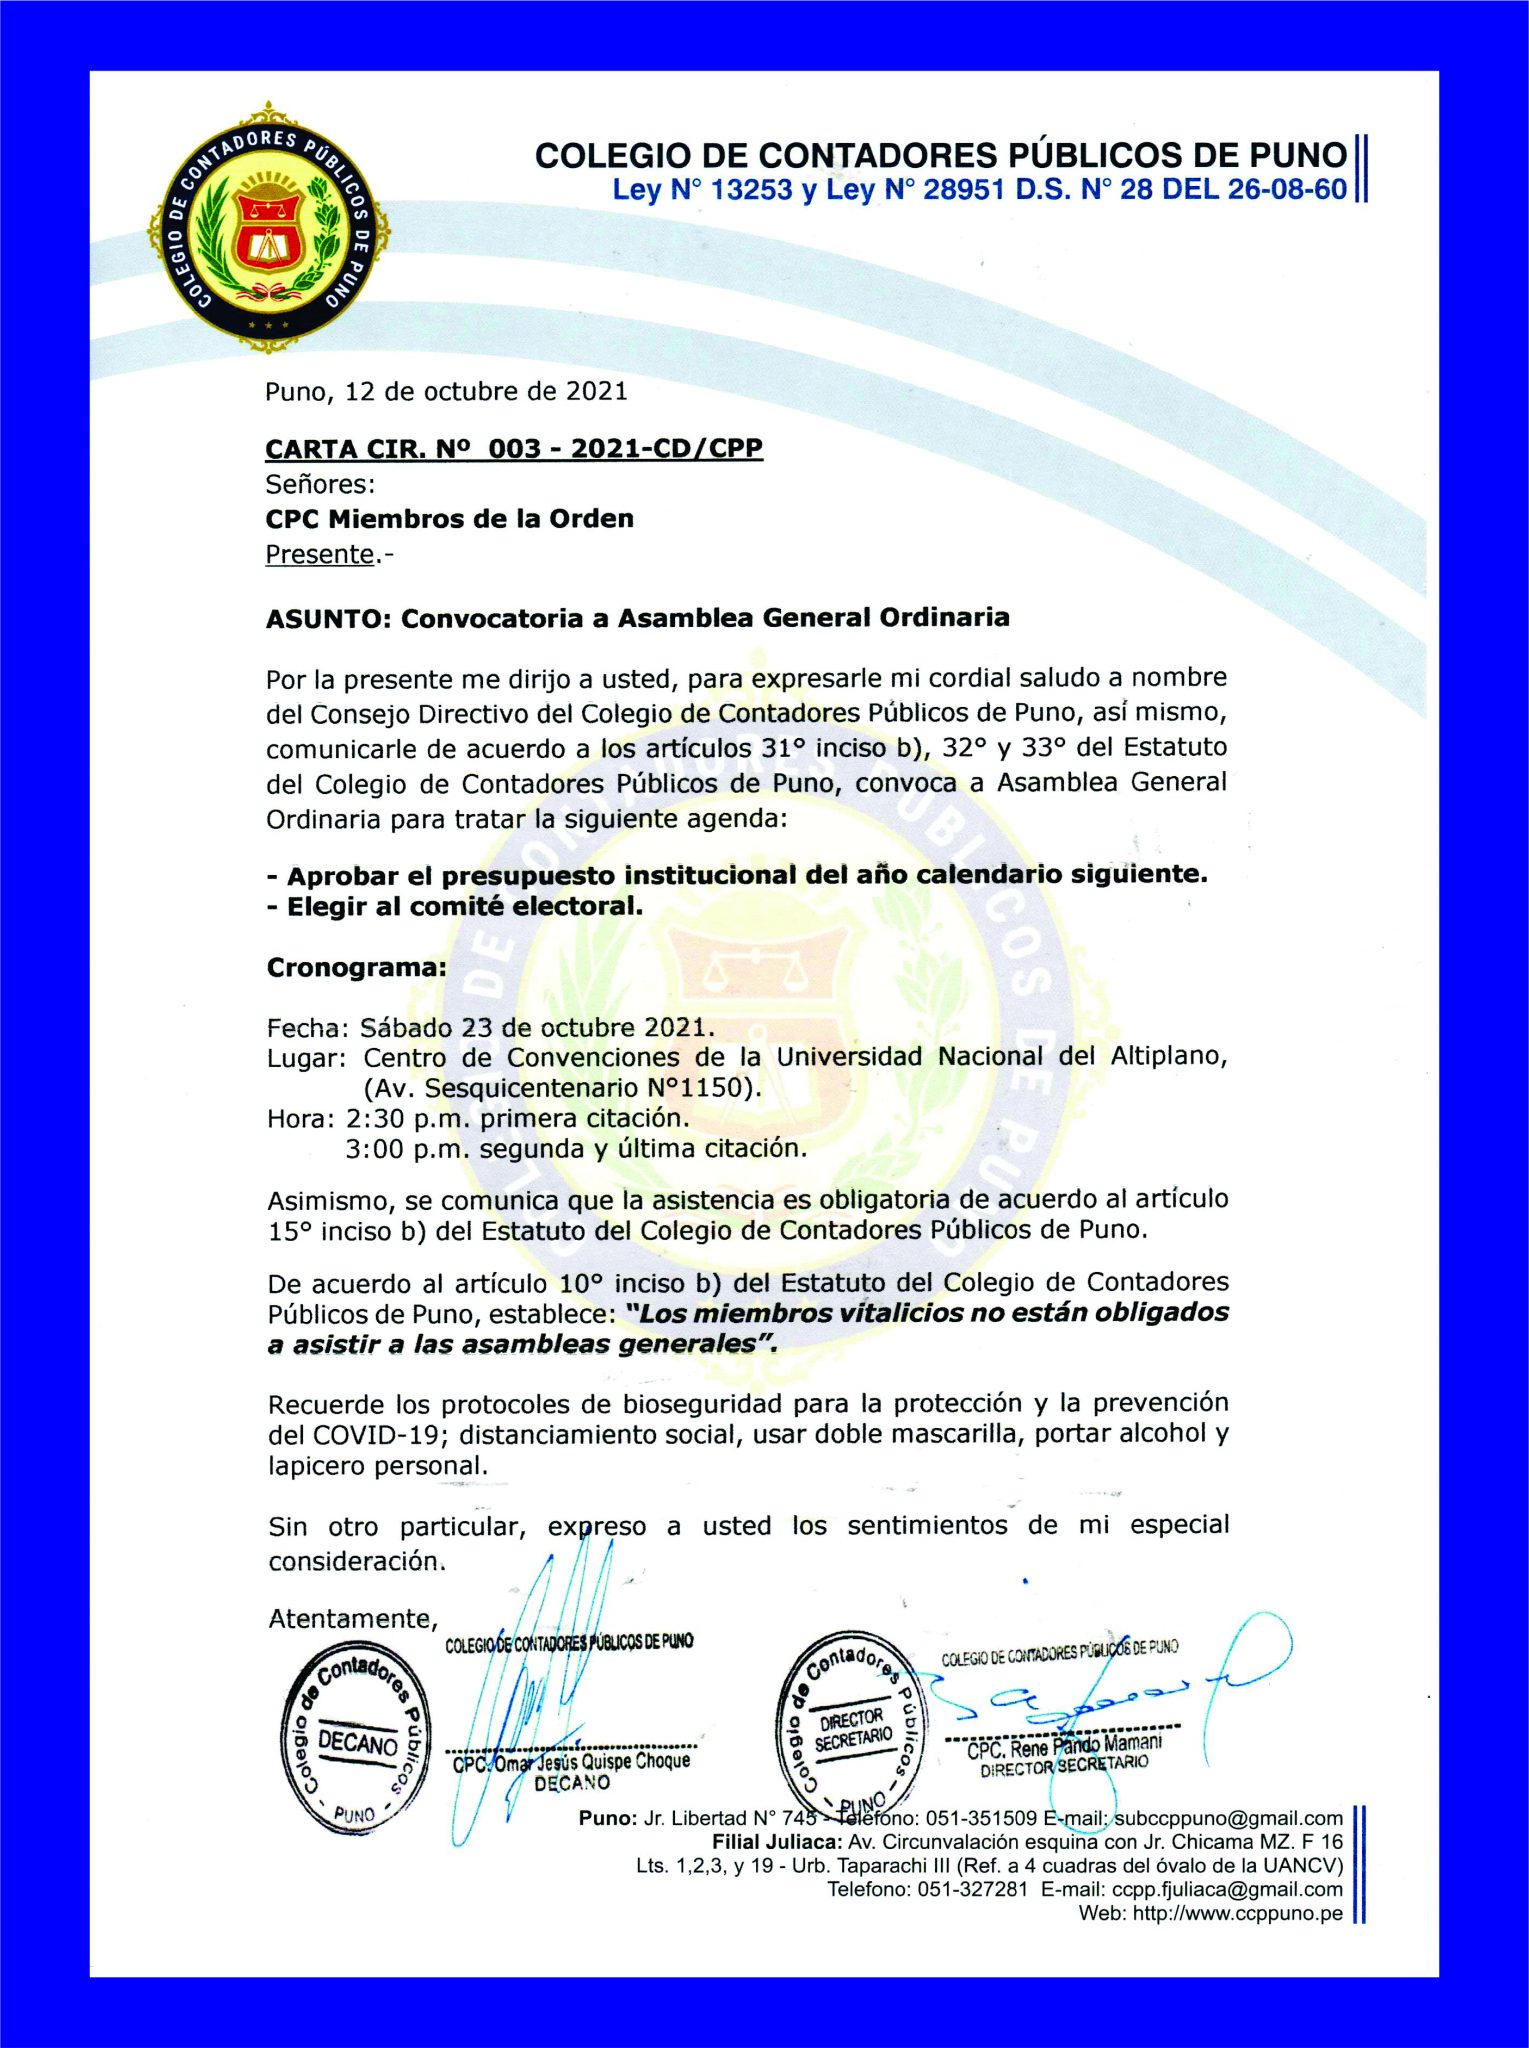 COLEGIO DE CONTADORES PÚBLICOS DE PUNO
COLEGIO DE CONTADORES PÚBLICOS DE PUNO
Ley N° 13253 y Ley N° 28951 D.S. N° 28 DEL 26-08-60
Puno, 12 de octubre de 2021
CARTA CIR. Nº 003 - 2021-CD/CPP
Señores:
CPC Miembros de la Orden
Presente.-
ASUNTO: Convocatoria a Asamblea General Ordinaria
Por la presente me dirijo a usted, para expresarle mi cordial saludo a nombre
del Consejo Directivo del Colegio de Contadores Públicos de Puno, así mismo,
comunicarle de acuerdo a los artículos 31° inciso b), 32° y 33° del Estatuto
del Colegio de Contadores Públicos de Puno, convoca a Asamblea General
Ordinaria para tratar la siguiente agenda:
- Aprobar el presupuesto institucional del año calendario siguiente.
- Elegir al comité electoral.
Cronograma:
Fecha: Sábado 23 de octubre 2021.
Lugar: Centro de Convenciones de la Universidad Nacional del Altiplano,
(Av. Sesquicentenario N°1150).
Hora: 2:30 p.m. primera citación.
3:00 p.m. segunda y última citación.
Asimismo, se comunica que la asistencia es obligatoria de acuerdo al artículo
15° inciso b) del Estatuto del Colegio de Contadores Públicos de Puno.
De acuerdo al artículo 10° inciso b) del Estatuto del Colegio de Contadores
Públicos de Puno, establece: “Los miembros vitalicios no están obligados
a asistir a las asambleas generales”.
Recuerde los protocoles de bioseguridad para la protección y la prevención
del COVID-19; distanciamiento social, usar doble mascarilla, portar alcohol y
lapicero personal.
Sin otro particular, expreso a usted los sentimientos de mi especial
consideración.
Atentamente,
COLEGIO DE CONTADORES PÚBLICOS DE PUNO
Colegio de Contadores Públicos
DECANO
- PUNO -
CPC. Omar Jesús Quispe Choque
DECANO
Colegio de Contadores Públicos
DIRECTOR
SECRETARIO
- PUNO -
COLEGIO DE CONTADORES PÚBLICOS DE PUNO
CPC. Rene Pando Mamani
DIRECTOR SECRETARIO
Puno: Jr. Libertad N° 745 - Telefono: 051-351509 E-mail: subccppuno@gmail.com
Filial Juliaca: Av. Circunvalación esquina con Jr. Chicama MZ. F 16
Lts. 1,2,3, y 19 - Urb. Taparachi III (Ref. a 4 cuadras del óvalo de la UANCV)
Telefono: 051-327281 E-mail: ccpp.fjuliaca@gmail.com
Web: http://www.ccppuno.pe